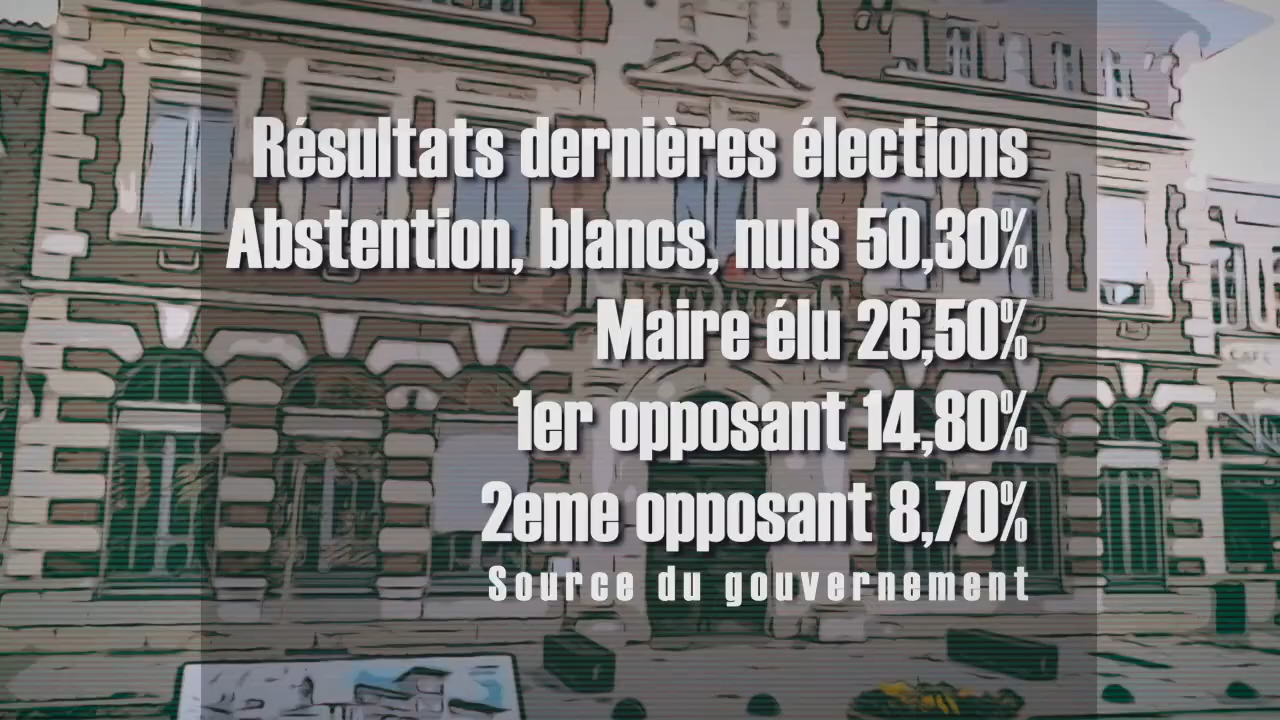 Résultats dernières élections
Abstention, blancs, nuls 50,30%
Maire élu 26,50%
1er opposant 14,80%
2eme opposant 8,70%
Source du gouvernement
CAFE